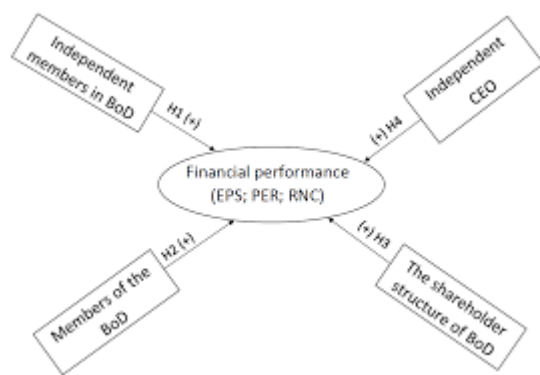 Independent
members in BoD
Independent
CEO
H1 (+)
(+) H4
Financial performance
(EPS; PER; RNC)
H2 (+)
(+) H3
Members of the
BoD
The shareholder
structure of BoD